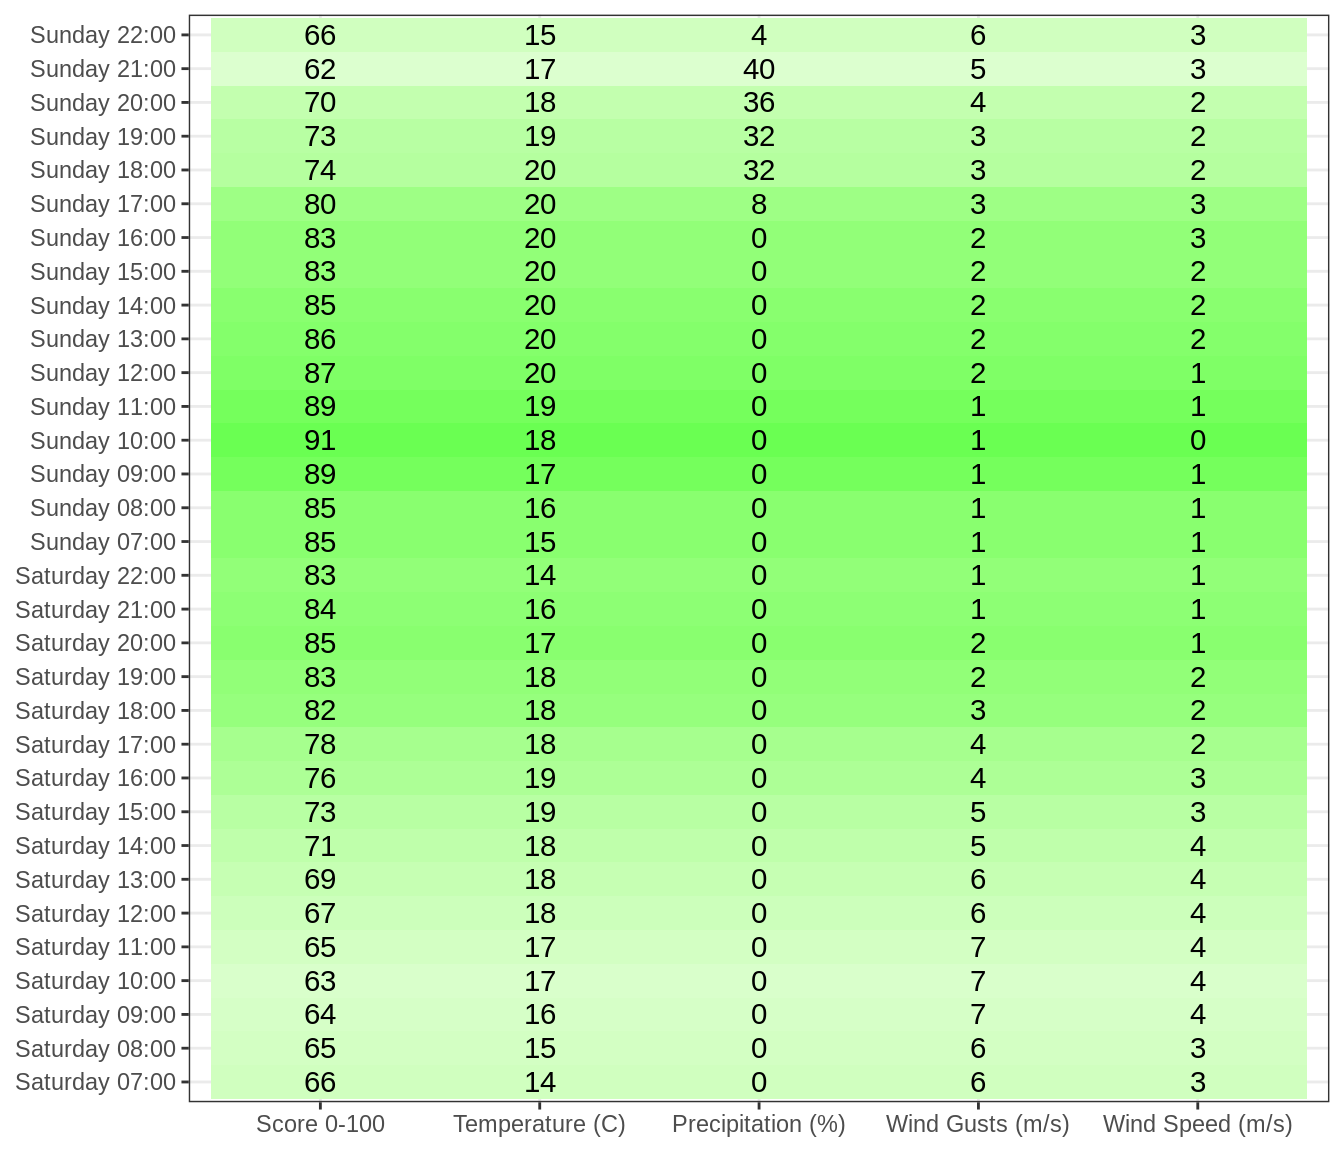 Sunday 22:00 66 15 4 6 3
Sunday 21:00 62 17 40 5 3
Sunday 20:00 70 18 36 4 2
Sunday 19:00 73 19 32 3 2
Sunday 18:00 74 20 32 3 2
Sunday 17:00 80 20 8 3 3
Sunday 16:00 83 20 0 2 3
Sunday 15:00 83 20 0 2 2
Sunday 14:00 85 20 0 2 2
Sunday 13:00 86 20 0 2 2
Sunday 12:00 87 20 0 2 1
Sunday 11:00 89 19 0 1 1
Sunday 10:00 91 18 0 1 0
Sunday 09:00 89 17 0 1 1
Sunday 08:00 85 16 0 1 1
Sunday 07:00 85 15 0 1 1
Saturday 22:00 83 14 0 1 1
Saturday 21:00 84 16 0 1 1
Saturday 20:00 85 17 0 2 1
Saturday 19:00 83 18 0 2 2
Saturday 18:00 82 18 0 3 2
Saturday 17:00 78 18 0 4 2
Saturday 16:00 76 19 0 4 3
Saturday 15:00 73 19 0 5 3
Saturday 14:00 71 18 0 5 4
Saturday 13:00 69 18 0 6 4
Saturday 12:00 67 18 0 6 4
Saturday 11:00 65 17 0 7 4
Saturday 10:00 63 17 0 7 4
Saturday 09:00 64 16 0 7 4
Saturday 08:00 65 15 0 6 3
Saturday 07:00 66 14 0 6 3
Score 0-100 Temperature (C) Precipitation (%) Wind Gusts (m/s) Wind Speed (m/s)